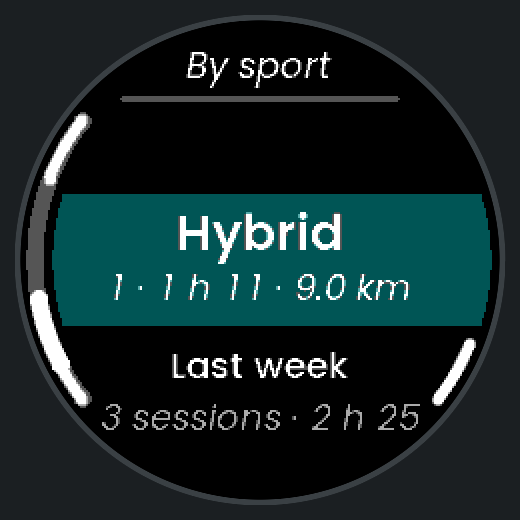 By sport
Hybrid
1 · 1 h 11 · 9.0 km
Last week
3 sessions · 2 h 25